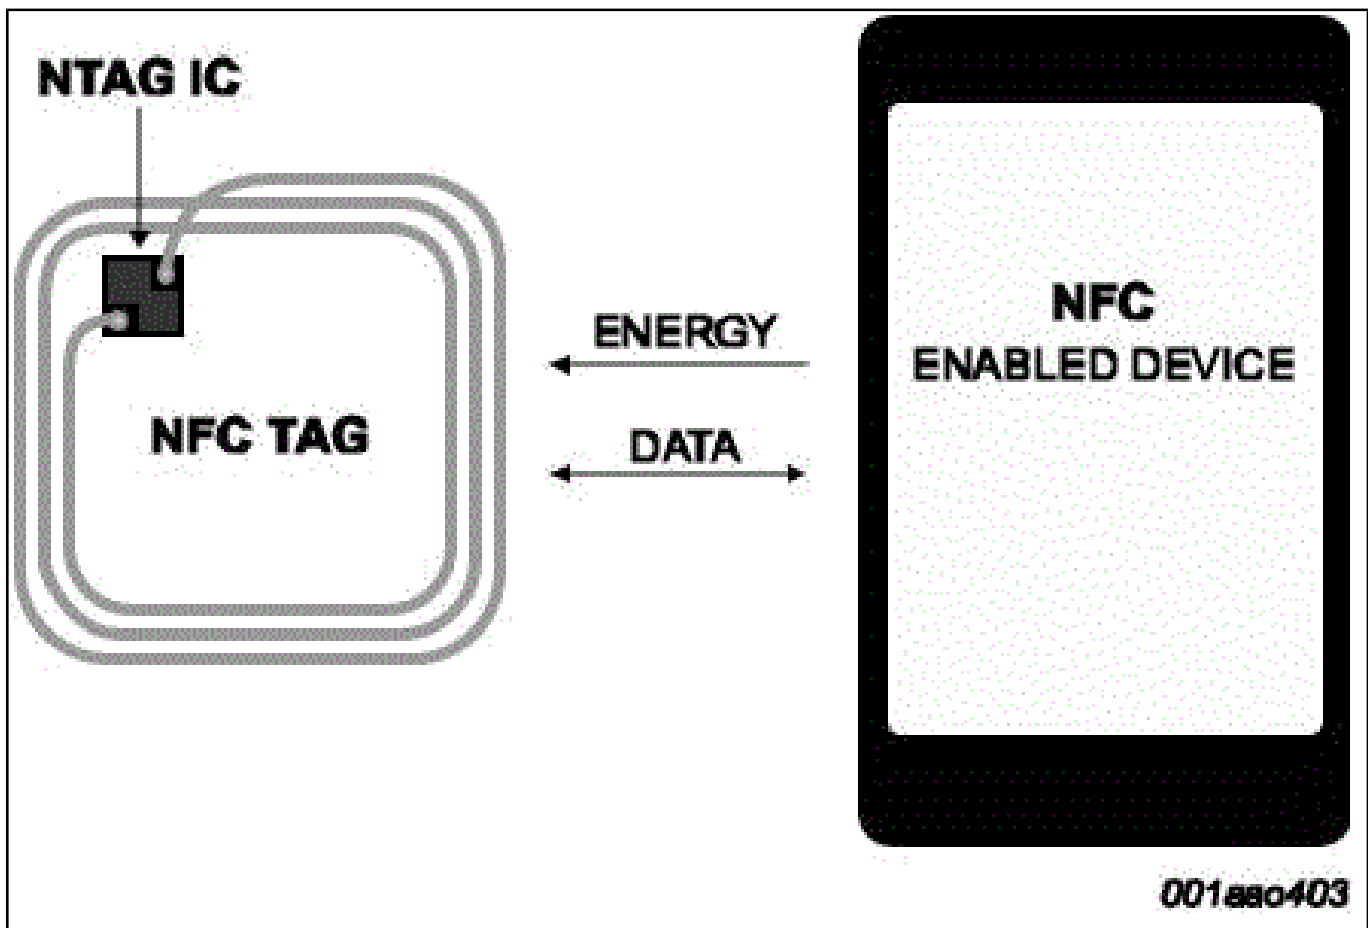 NTAG IC
NFC TAG
ENERGY
DATA
NFC
ENABLED DEVICE
001aao403